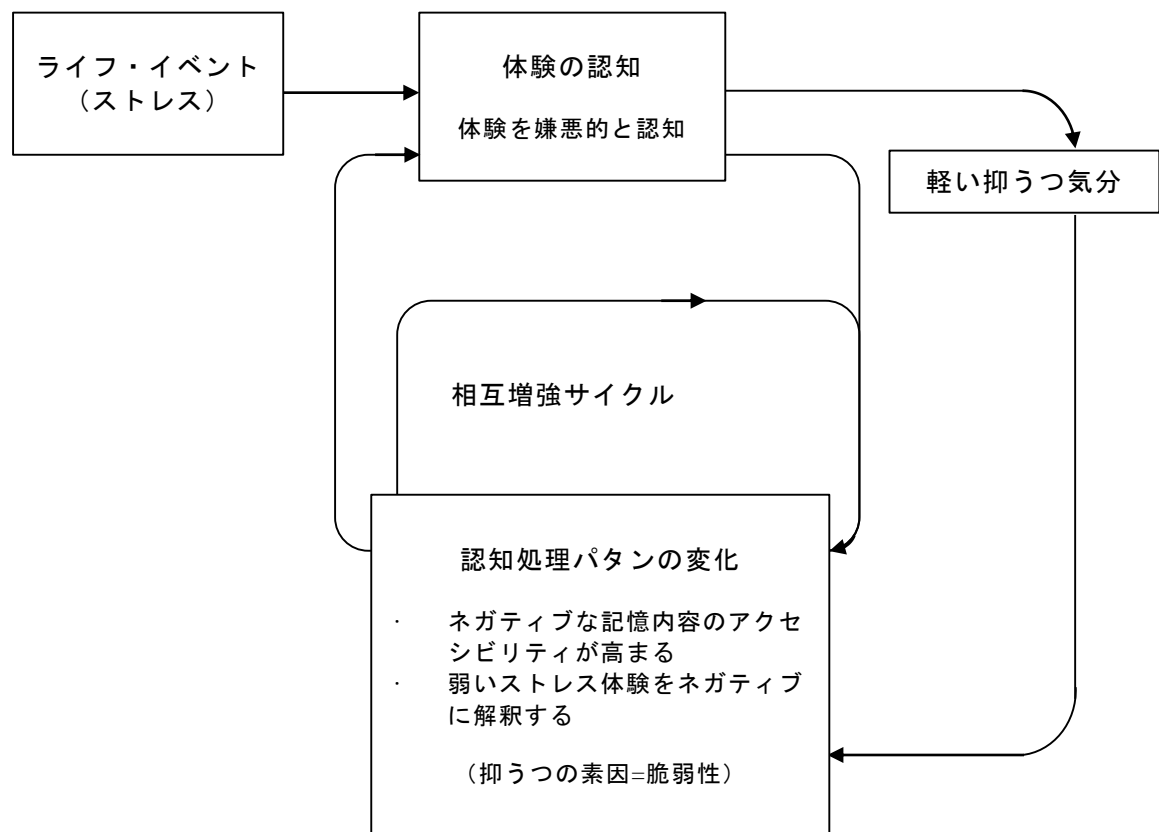 ライフ・イベント
（ストレス）
体験の認知
体験を嫌悪的と認知
軽い抑うつ気分
相互増強サイクル
認知処理パタンの変化
· ネガティブな記憶内容のアクセ
シビリティが高まる
· 弱いストレス体験をネガティブ
に解釈する
（抑うつの素因=脆弱性）